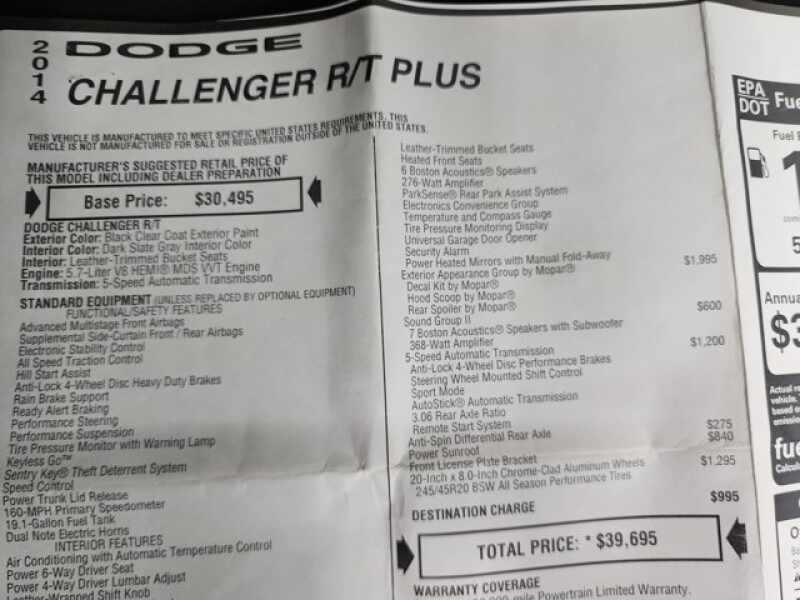 2014
DODGE
CHALLENGER R/T PLUS
THIS VEHICLE IS MANUFACTURED TO MEET SPECIFIC UNITED STATES REQUIREMENTS. THIS
VEHICLE IS NOT MANUFACTURED FOR SALE OR REGISTRATION OUTSIDE OF THE UNITED STATES.
MANUFACTURER'S SUGGESTED RETAIL PRICE OF
THIS MODEL INCLUDING DEALER PREPARATION
Base Price: $30,495
DODGE CHALLENGER R/T
Exterior Color: Black Clear Coat Exterior Paint
Interior Color: Dark Slate Gray Interior Color
Interior: Leather-Trimmed Bucket Seats
Engine: 5.7-Liter V8 HEMI® MDS VVT Engine
Transmission: 5-Speed Automatic Transmission
STANDARD EQUIPMENT (UNLESS REPLACED BY OPTIONAL EQUIPMENT)
FUNCTIONAL/SAFETY FEATURES
Advanced Multistage Front Airbags
Supplemental Side-Curtain Front / Rear Airbags
Electronic Stability Control
All Speed Traction Control
Hill Start Assist
Anti-Lock 4-Wheel Disc Heavy Duty Brakes
Rain Brake Support
Ready Alert Braking
Performance Steering
Performance Suspension
Tire Pressure Monitor with Warning Lamp
Keyless Go™
Sentry Key® Theft Deterrent System
Speed Control
Power Trunk Lid Release
160-MPH Primary Speedometer
19.1-Gallon Fuel Tank
Dual Note Electric Horns
INTERIOR FEATURES
Air Conditioning with Automatic Temperature Control
Power 6-Way Driver Seat
Power 4-Way Driver Lumbar Adjust
Leather-Wrapped Shift Knob
Leather-Trimmed Bucket Seats
Heated Front Seats
6 Boston Acoustics® Speakers
276-Watt Amplifier
ParkSense® Rear Park Assist System
Electronics Convenience Group
Temperature and Compass Gauge
Tire Pressure Monitoring Display
Universal Garage Door Opener
Security Alarm
Power Heated Mirrors with Manual Fold-Away
Exterior Appearance Group by Mopar® $1,995
Decal Kit by Mopar®
Hood Scoop by Mopar®
Rear Spoiler by Mopar®
Sound Group II $600
7 Boston Acoustics® Speakers with Subwoofer
368-Watt Amplifier
5-Speed Automatic Transmission $1,200
Anti-Lock 4-Wheel Disc Performance Brakes
Steering Wheel Mounted Shift Control
Sport Mode
AutoStick® Automatic Transmission
3.06 Rear Axle Ratio
Remote Start System
Anti-Spin Differential Rear Axle $275
Power Sunroof $840
Front License Plate Bracket
20-Inch x 8.0-Inch Chrome-Clad Aluminum Wheels $1,295
245/45R20 BSW All Season Performance Tires
DESTINATION CHARGE $995
TOTAL PRICE: * $39,695
WARRANTY COVERAGE
mile Powertrain Limited Warranty.
EPA
DOT
Fue
Fuel
1
5
Annua
$3
Actual r
vehicle.
based o
emissio
fue
Calcula